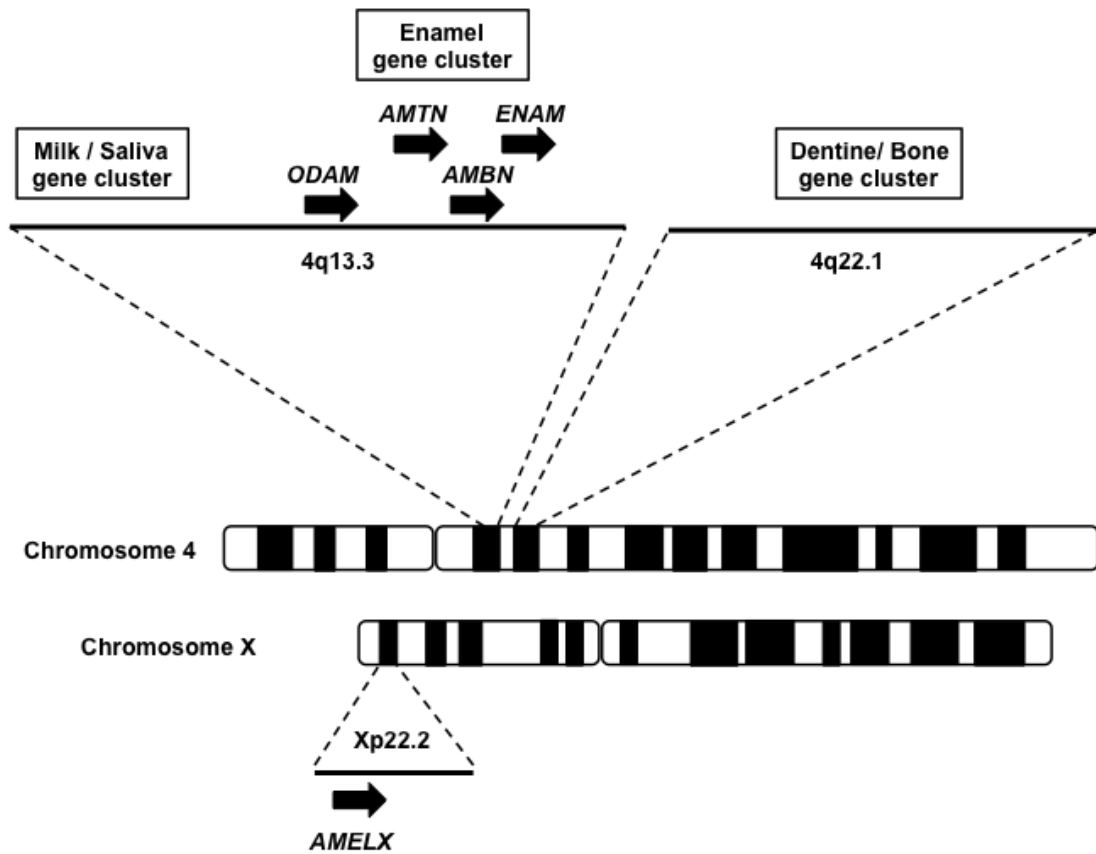 Enamel
gene cluster
AMTN
ENAM
Milk / Saliva
gene cluster
ODAM
AMBN
Dentine/ Bone
gene cluster
4q13.3
4q22.1
Chromosome 4
Chromosome X
Xp22.2
AMELX